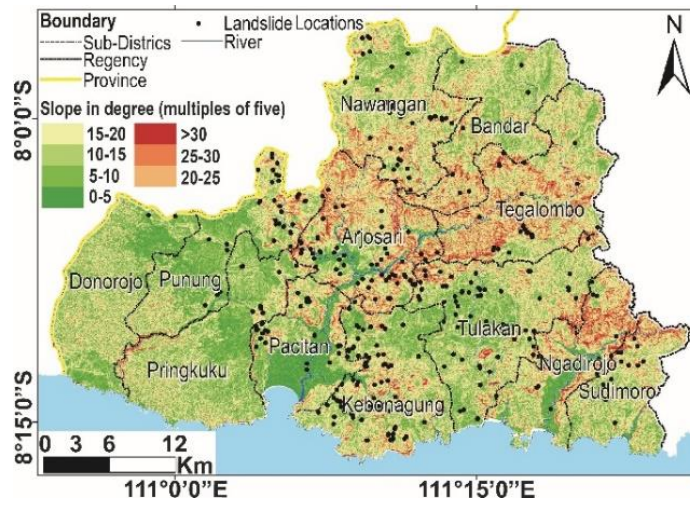 Boundary
Sub-Districs
Regency
Province
Landslide Locations
River
N
Slope in degree (multiples of five)
15-20
10-15
5-10
0-5
>30
25-30
20-25
8°0'0"S
8°15'0"S
Nawangan
Bandar
Tegalombo
Arjosari
Donorojo
Punung
Tulakan
Pacitan
Pringkuku
Ngadirojo
Sudimoro
Kebonagung
0 3 6 12
Km
111°0'0"E
111°15'0"E